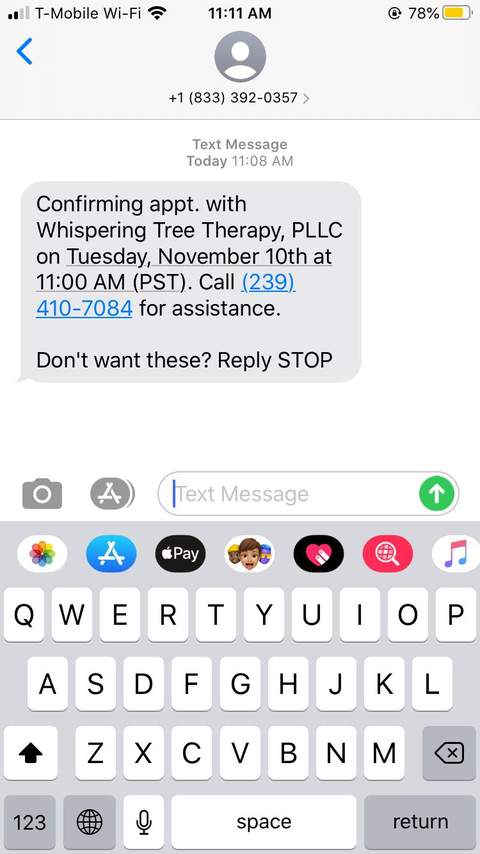 T-Mobile Wi-Fi 11:11 AM 78%
+1 (833) 392-0357
Text Message
Today 11:08 AM
Confirming appt. with
Whispering Tree Therapy, PLLC
on Tuesday, November 10th at
11:00 AM (PST). Call (239)
410-7084 for assistance.
Don't want these? Reply STOP
Text Message
Pay
Q W E R T Y U I O P
A S D F G H J K L
Z X C V B N M
123 space return